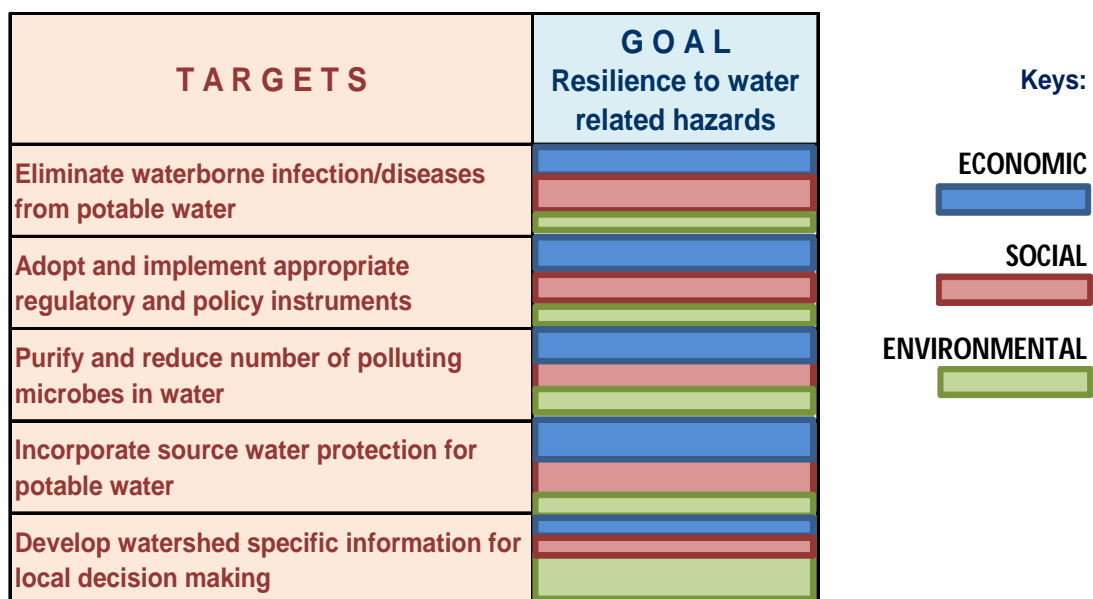 T A R G E T S
G O A L
Resilience to water
related hazards
Keys:
Eliminate waterborne infection/diseases
from potable water
ECONOMIC
Adopt and implement appropriate
regulatory and policy instruments
SOCIAL
Purify and reduce number of polluting
microbes in water
ENVIRONMENTAL
Incorporate source water protection for
potable water
Develop watershed specific information for
local decision making